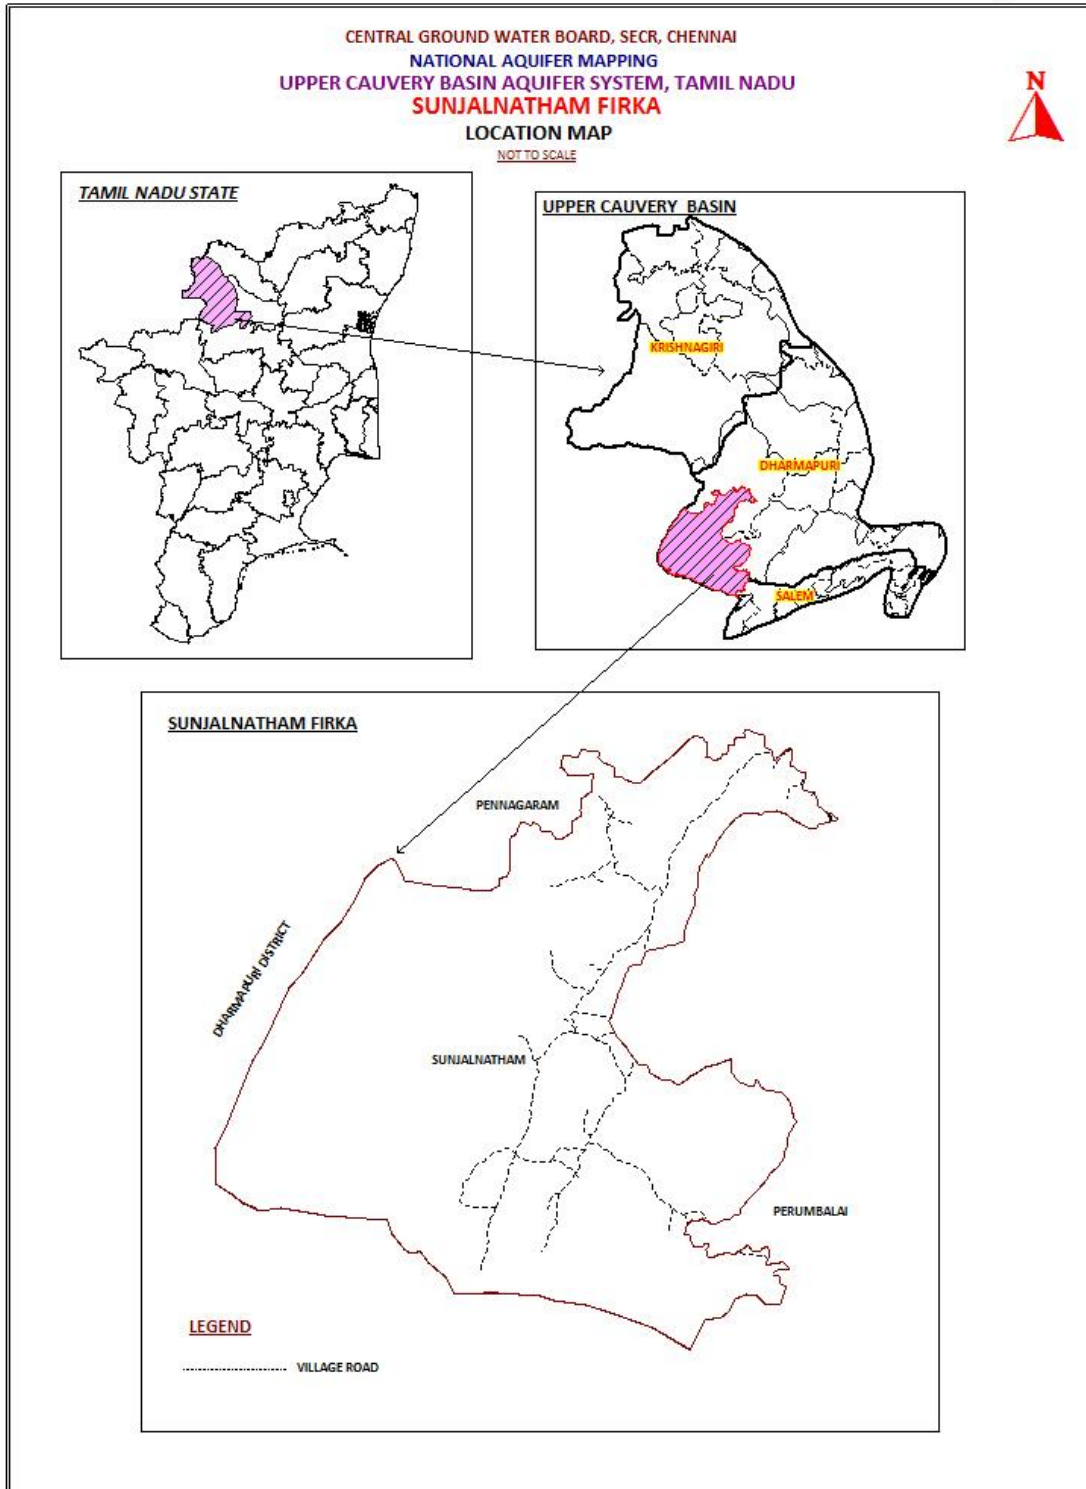 CENTRAL GROUND WATER BOARD, SECR, CHENNAI
NATIONAL AQUIFER MAPPING
UPPER CAUVERY BASIN AQUIFER SYSTEM, TAMIL NADU
SUNJALNATHAM FIRKA
LOCATION MAP
NOT TO SCALE
N
TAMIL NADU STATE
UPPER CAUVERY BASIN
KRISHNAGIRI
DHARMAPURI
SALEM
SUNJALNATHAM FIRKA
PENNAGARAM
DHARMAPURI DISTRICT
SUNJALNATHAM
PERUMBALAI
LEGEND
VILLAGE ROAD